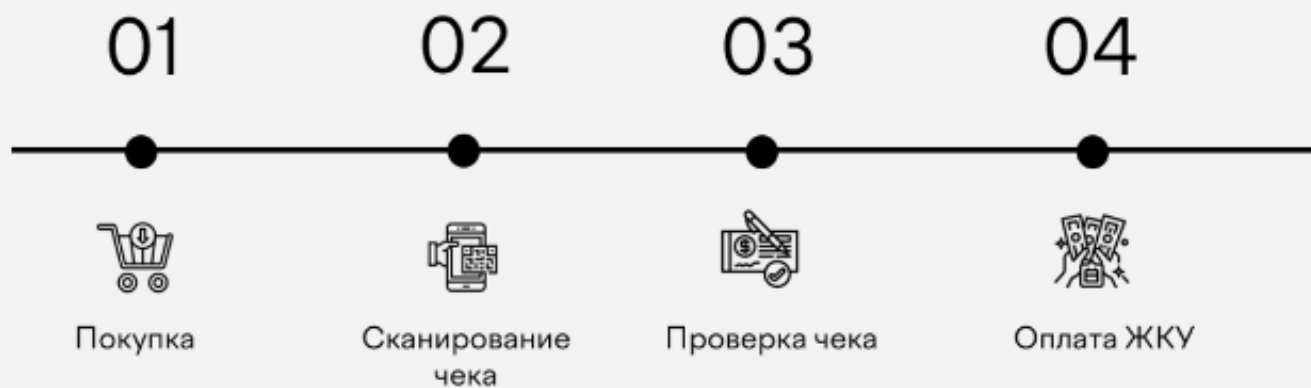 01
02
03
04
Покупка
Сканирование
чека
Проверка чека
Оплата ЖКУ